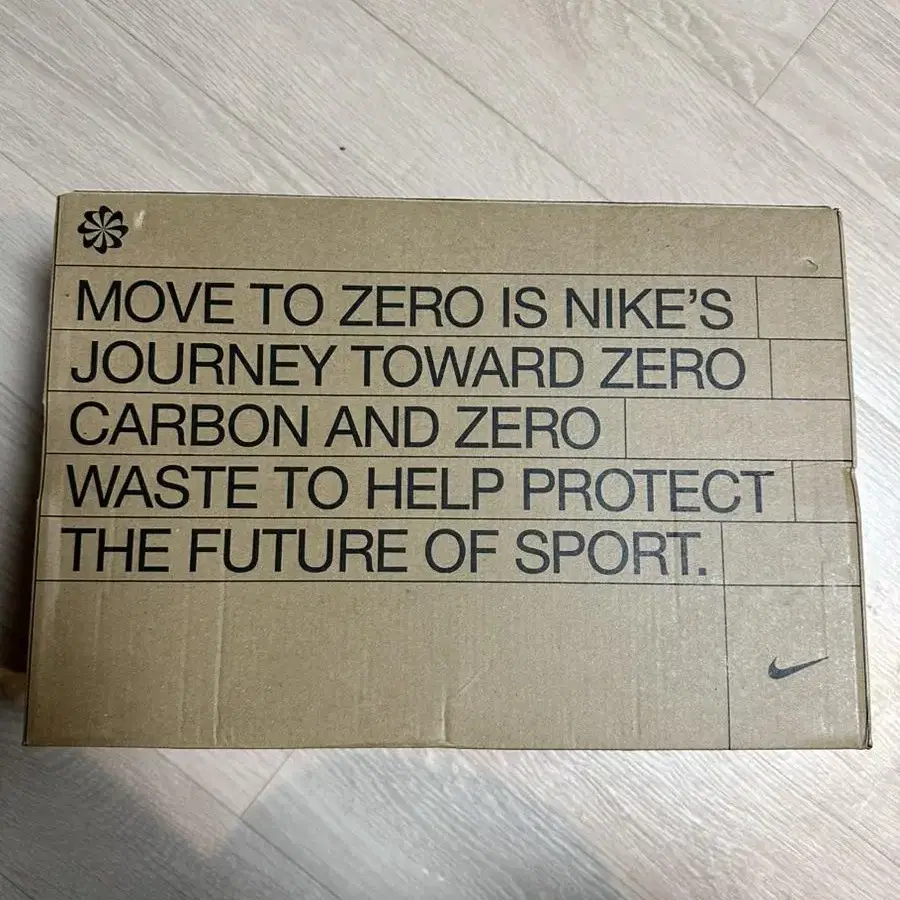 MOVE TO ZERO IS NIKE’S
JOURNEY TOWARD ZERO
CARBON AND ZERO
WASTE TO HELP PROTECT
THE FUTURE OF SPORT.